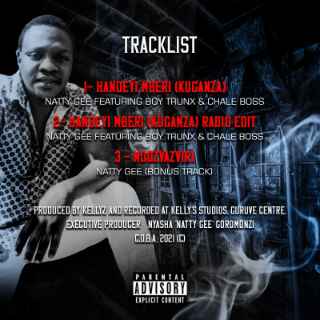 TRACKLIST
1- HANDEYI MBERI (KUGANZA)
NATTY GEE FEATURING BOY TRUNX & CHALE BOSS
2- HANDEYI MBERI (KUGANZA) RADIO EDIT
NATTY GEE FEATURING BOY TRUNX & CHALE BOSS
3 - NGOZVAZVIRI
NATTY GEE (BONUS TRACK)
PRODUCED BY KELLYZ AND RECORDED AT KELLY'S STUDIOS, GURUVE CENTRE.
EXECUTIVE PRODUCER: NYASHA 'NATTY GEE' GOROMONZI
C.O.B.A. 2021 (C)
PARENTAL
ADVISORY
EXPLICIT CONTENT